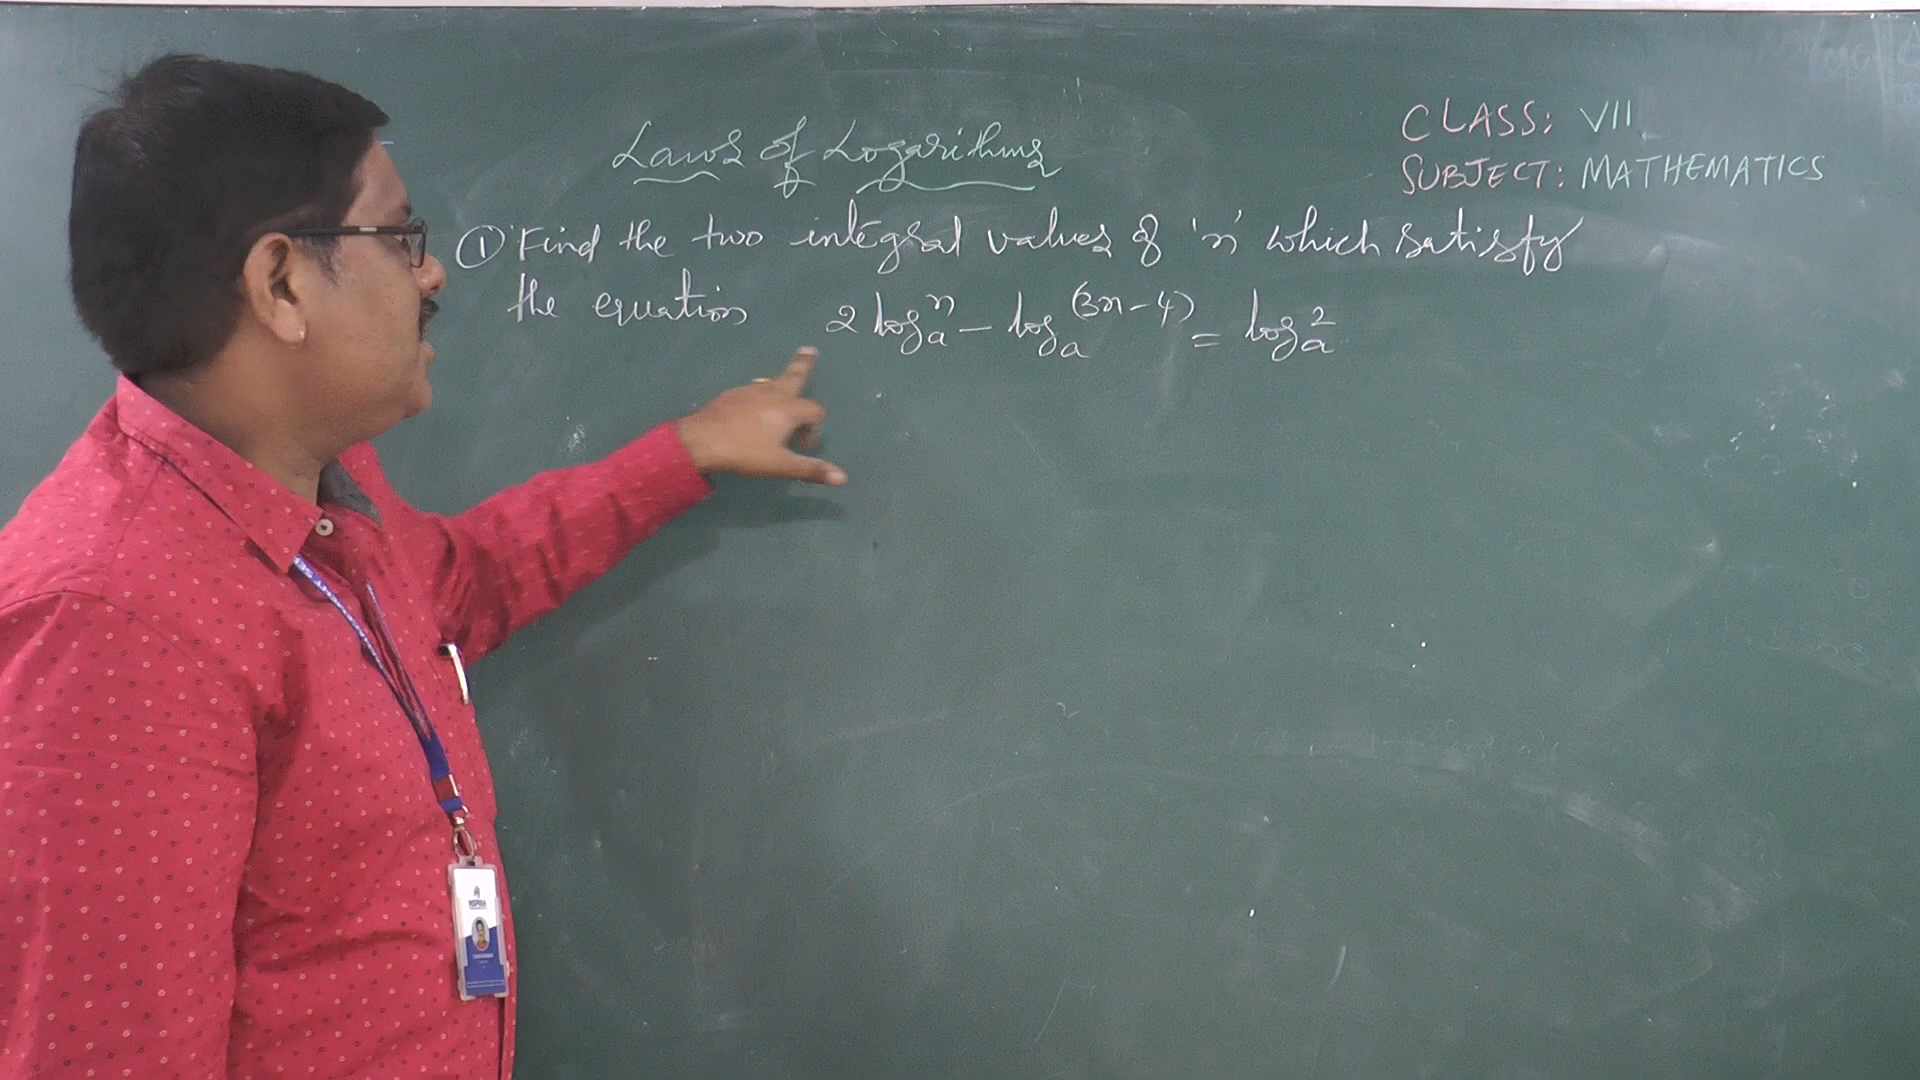 Laws of Logarithms
CLASS: VII
SUBJECT: MATHEMATICS
① Find the two integral values of 'x' which satisfy
the equation 2 log_a^x - log_a^(3x-4) = log_a^2